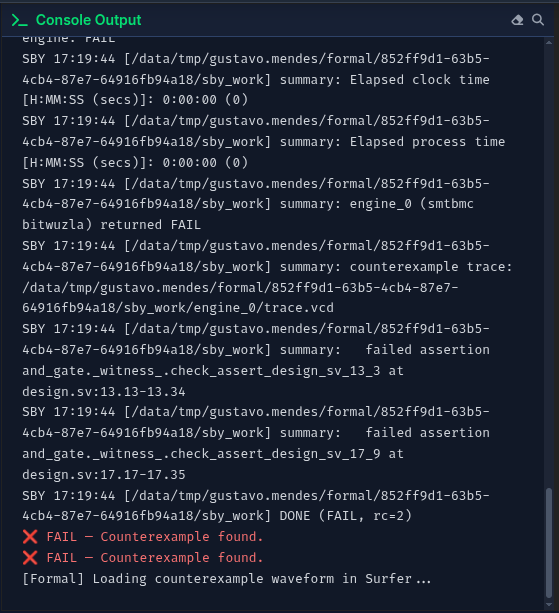 Console Output
engine: FAIL
SBY 17:19:44 [/data/tmp/gustavo.mendes/formal/852ff9d1-63b5-
4cb4-87e7-64916fb94a18/sby_work] summary: Elapsed clock time
[H:MM:SS (secs)]: 0:00:00 (0)
SBY 17:19:44 [/data/tmp/gustavo.mendes/formal/852ff9d1-63b5-
4cb4-87e7-64916fb94a18/sby_work] summary: Elapsed process time
[H:MM:SS (secs)]: 0:00:00 (0)
SBY 17:19:44 [/data/tmp/gustavo.mendes/formal/852ff9d1-63b5-
4cb4-87e7-64916fb94a18/sby_work] summary: engine_0 (smtbmc
bitwuzla) returned FAIL
SBY 17:19:44 [/data/tmp/gustavo.mendes/formal/852ff9d1-63b5-
4cb4-87e7-64916fb94a18/sby_work] summary: counterexample trace:
/data/tmp/gustavo.mendes/formal/852ff9d1-63b5-4cb4-87e7-
64916fb94a18/sby_work/engine_0/trace.vcd
SBY 17:19:44 [/data/tmp/gustavo.mendes/formal/852ff9d1-63b5-
4cb4-87e7-64916fb94a18/sby_work] summary:   failed assertion
and_gate._witness_.check_assert_design_sv_13_3 at
design.sv:13.13-13.34
SBY 17:19:44 [/data/tmp/gustavo.mendes/formal/852ff9d1-63b5-
4cb4-87e7-64916fb94a18/sby_work] summary:   failed assertion
and_gate._witness_.check_assert_design_sv_17_9 at
design.sv:17.17-17.35
SBY 17:19:44 [/data/tmp/gustavo.mendes/formal/852ff9d1-63b5-
4cb4-87e7-64916fb94a18/sby_work] DONE (FAIL, rc=2)
❌ FAIL — Counterexample found.
❌ FAIL — Counterexample found.
[Formal] Loading counterexample waveform in Surfer...